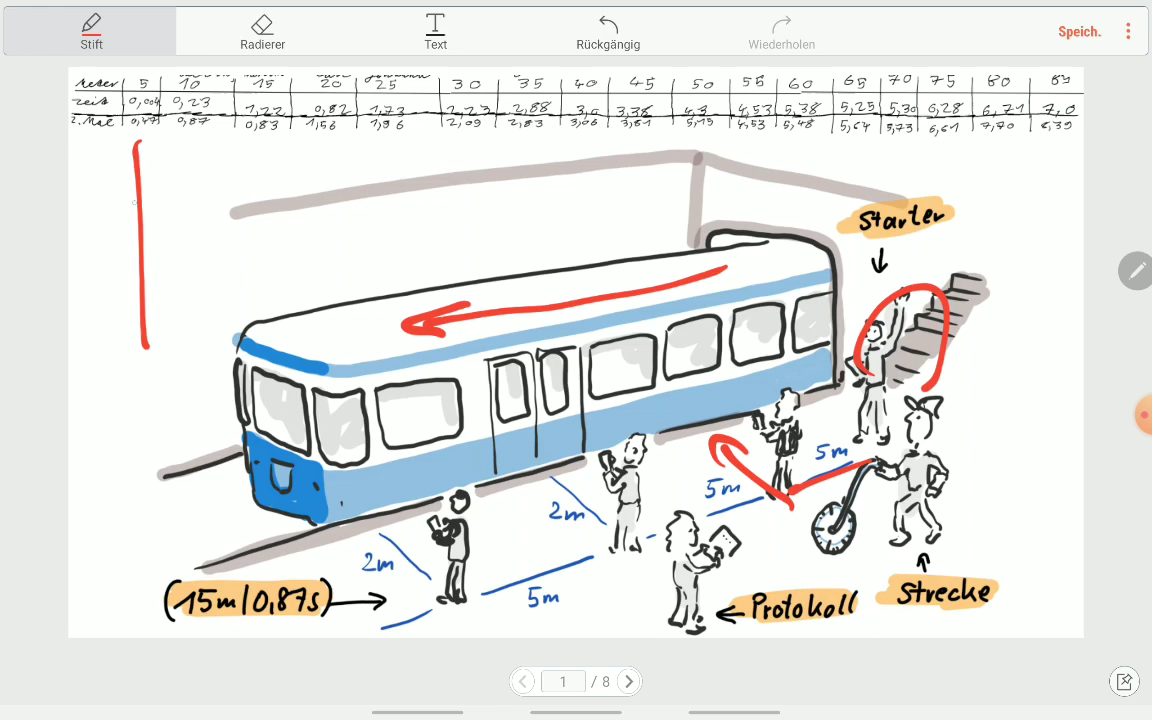 Stift Radierer Text Rückgängig Wiederholen Speich.
Meter 5 10 15 20 25 30 35 40 45 50 55 60 65 70 75 80
Zeit 0,004 0,23 1,22 0,82 1,73 2,23 2,88 3,0 3,38 4,3 4,53 5,38 5,25 5,30 6,28 6,71 7,0
2. Mal 0,87 0,83 1,56 1,96 2,09 2,83 3,06 3,81 5,15 4,53 5,48 5,64 5,73 6,61 7,70
Starter
5m
5m
2m
2m
5m
(15m/0,87s)
Protokoll
Strecke
1 / 8